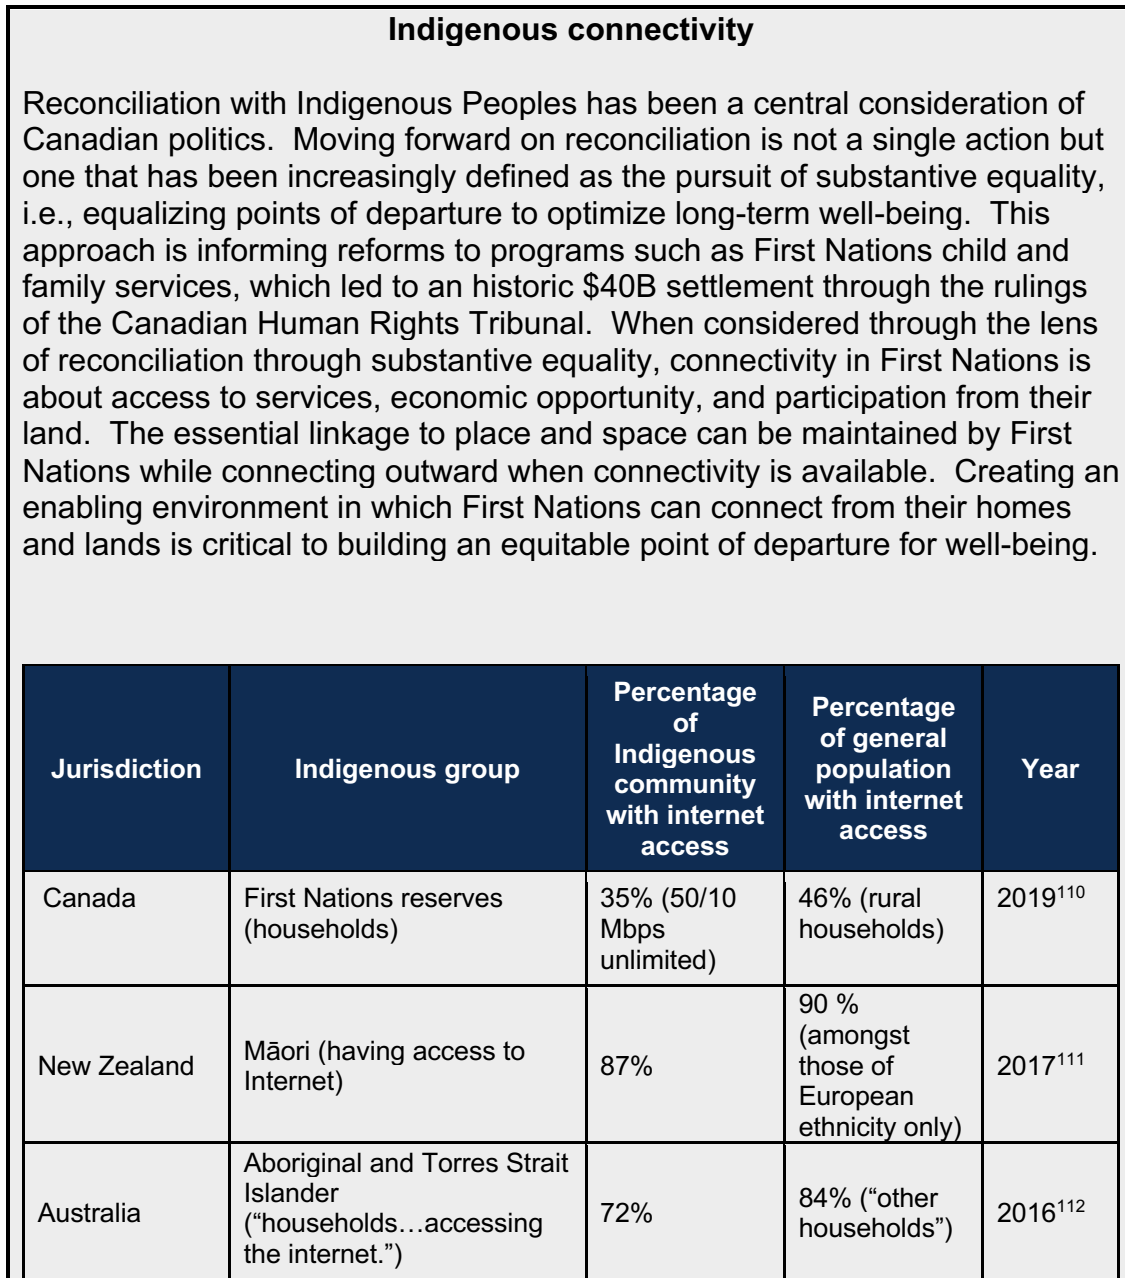 Indigenous connectivity
Reconciliation with Indigenous Peoples has been a central consideration of
Canadian politics.  Moving forward on reconciliation is not a single action but
one that has been increasingly defined as the pursuit of substantive equality,
i.e., equalizing points of departure to optimize long-term well-being.  This
approach is informing reforms to programs such as First Nations child and
family services, which led to an historic $40B settlement through the rulings
of the Canadian Human Rights Tribunal.  When considered through the lens
of reconciliation through substantive equality, connectivity in First Nations is
about access to services, economic opportunity, and participation from their
land.  The essential linkage to place and space can be maintained by First
Nations while connecting outward when connectivity is available.  Creating an
enabling environment in which First Nations can connect from their homes
and lands is critical to building an equitable point of departure for well-being.
Jurisdiction
Indigenous group
Percentage
of
Indigenous
community
with internet
access
Percentage
of general
population
with internet
access
Year
Canada
First Nations reserves
(households)
35% (50/10
Mbps
unlimited)
46% (rural
households)
2019¹¹⁰
New Zealand
Māori (having access to
Internet)
87%
90 %
(amongst
those of
European
ethnicity only)
2017¹¹¹
Australia
Aboriginal and Torres Strait
Islander
(“households…accessing
the internet.”)
72%
84% (“other
households”)
2016¹¹²